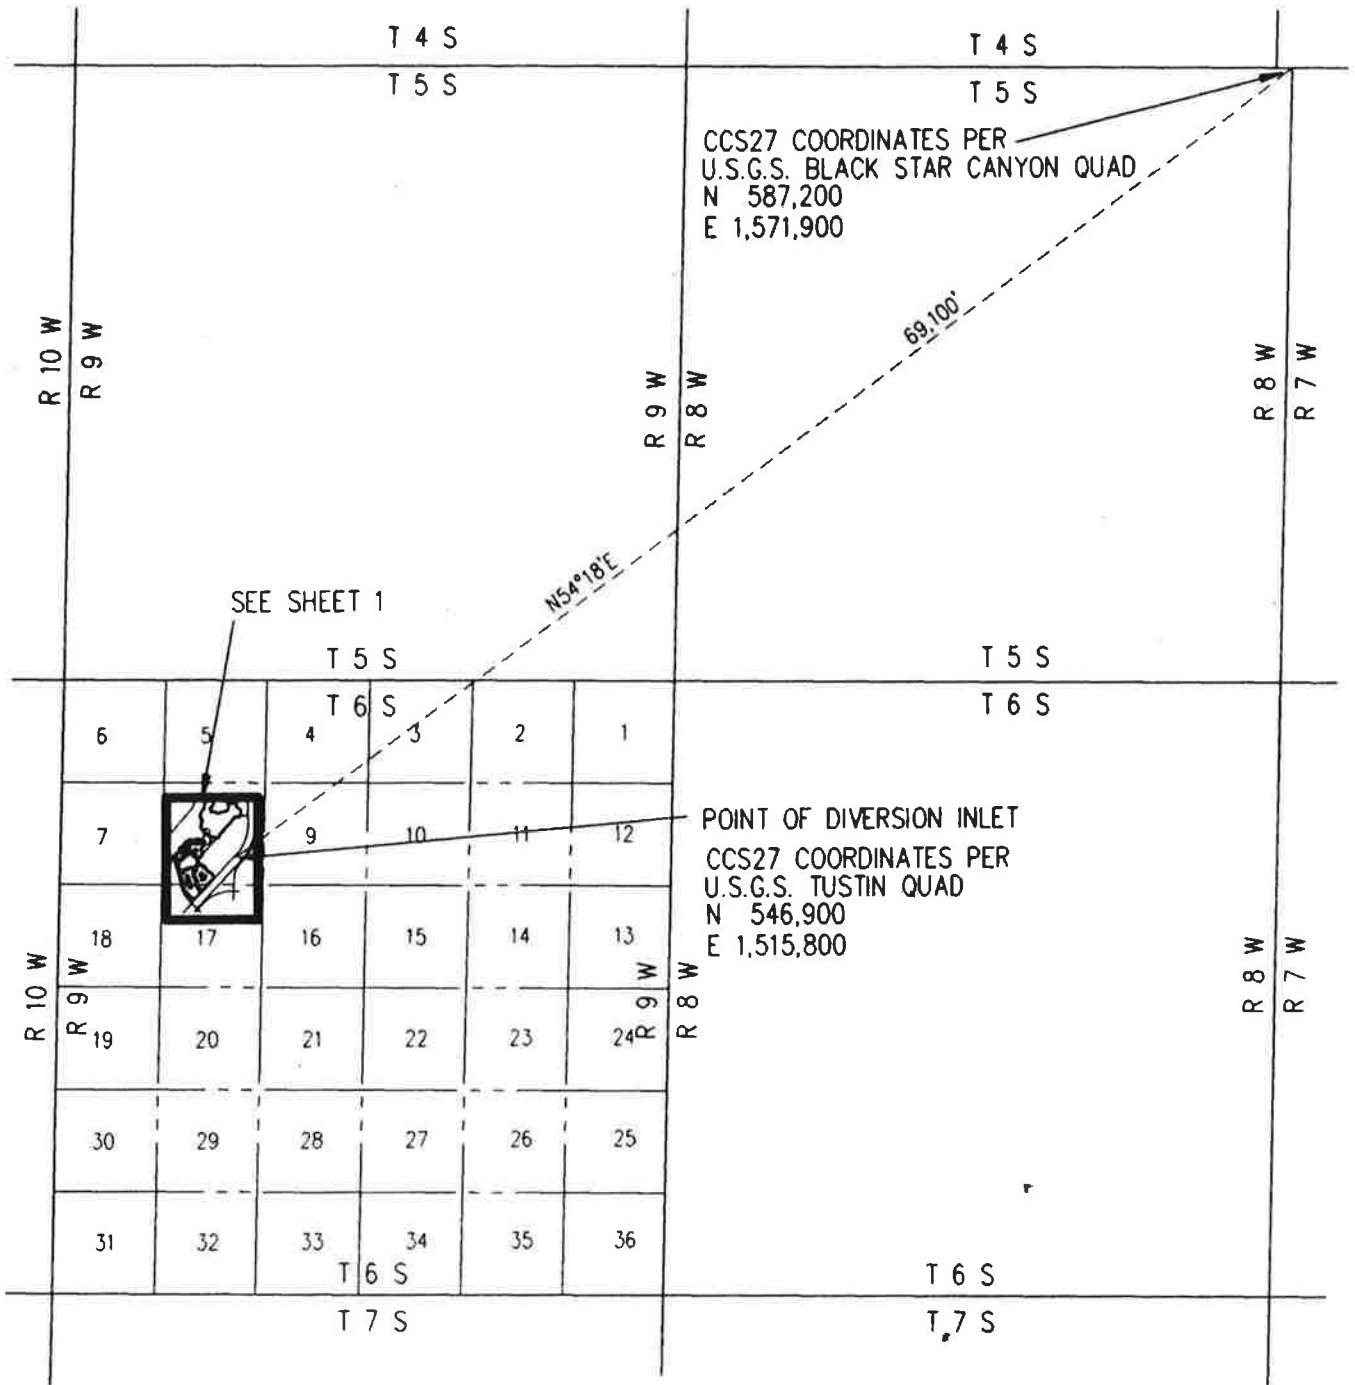 T 4 S
T 4 S
T 5 S
T 5 S
CCS27 COORDINATES PER
U.S.G.S. BLACK STAR CANYON QUAD
N 587,200
E 1,571,900
69,100'
R 10 W
R 9 W
R 9 W
R 8 W
R 8 W
R 7 W
N54°18'E
SEE SHEET 1
T 5 S
T 5 S
T 6 S
T 6 S
6 5 4 3 2 1
7 9 10 11 12
POINT OF DIVERSION INLET
CCS27 COORDINATES PER
U.S.G.S. TUSTIN QUAD
N 546,900
E 1,515,800
18 17 16 15 14 13
R 10 W
R 9 W
R 9 W
R 8 W
R 8 W
R 7 W
19 20 21 22 23 24
30 29 28 27 26 25
31 32 33 34 35 36
T 6 S
T 6 S
T 7 S
T 7 S